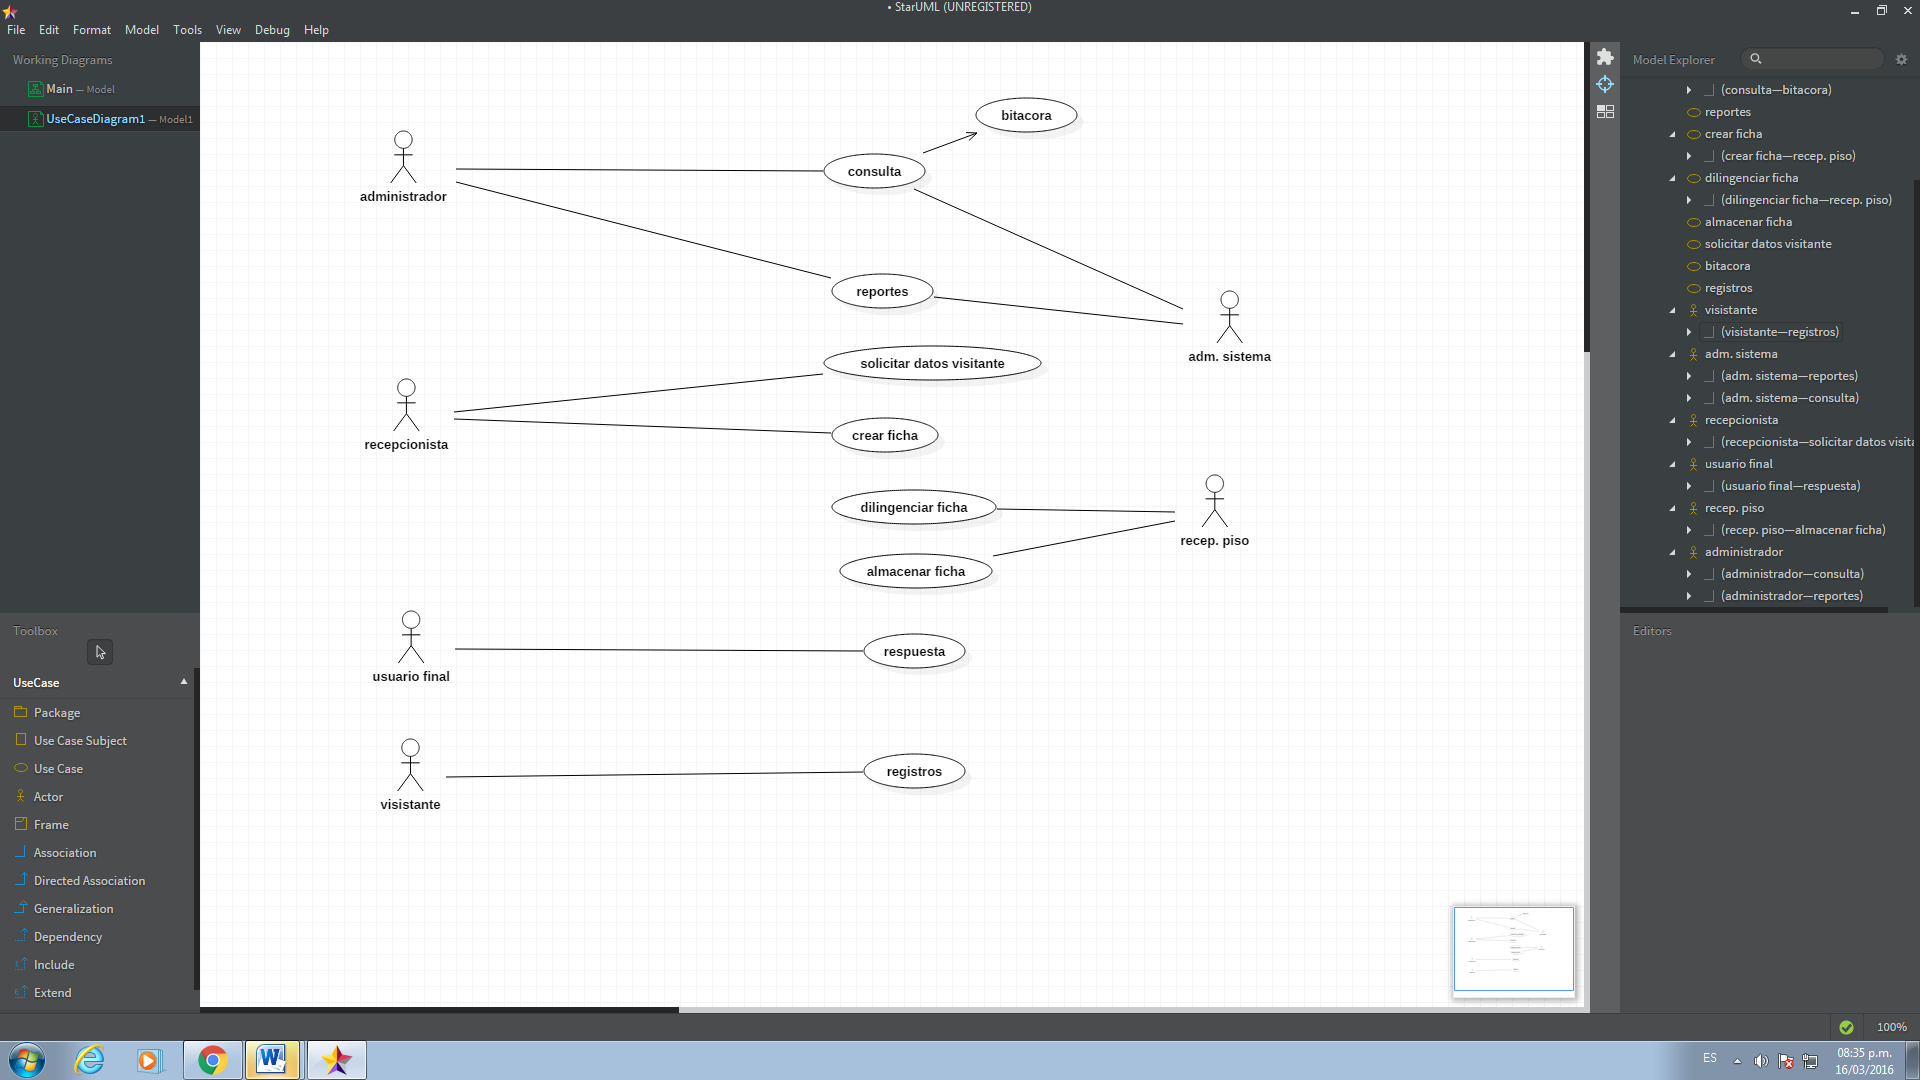 • StarUML (UNREGISTERED)
File Edit Format Model Tools View Debug Help
Working Diagrams
Main — Model
UseCaseDiagram1 — Model1
Toolbox
UseCase
Package
Use Case Subject
Use Case
Actor
Frame
Association
Directed Association
Generalization
Dependency
Include
Extend
bitacora
consulta
administrador
reportes
adm. sistema
solicitar datos visitante
recepcionista
crear ficha
dilingenciar ficha
recep. piso
almacenar ficha
usuario final
respuesta
visistante
registros
Model Explorer
(consulta—bitacora)
reportes
crear ficha
(crear ficha—recep. piso)
dilingenciar ficha
(dilingenciar ficha—recep. piso)
almacenar ficha
solicitar datos visitante
bitacora
registros
visistante
(visistante—registros)
adm. sistema
(adm. sistema—reportes)
(adm. sistema—consulta)
recepcionista
(recepcionista—solicitar datos visita
usuario final
(usuario final—respuesta)
recep. piso
(recep. piso—almacenar ficha)
administrador
(administrador—consulta)
(administrador—reportes)
Editors
100%
ES
08:35 p.m.
16/03/2016